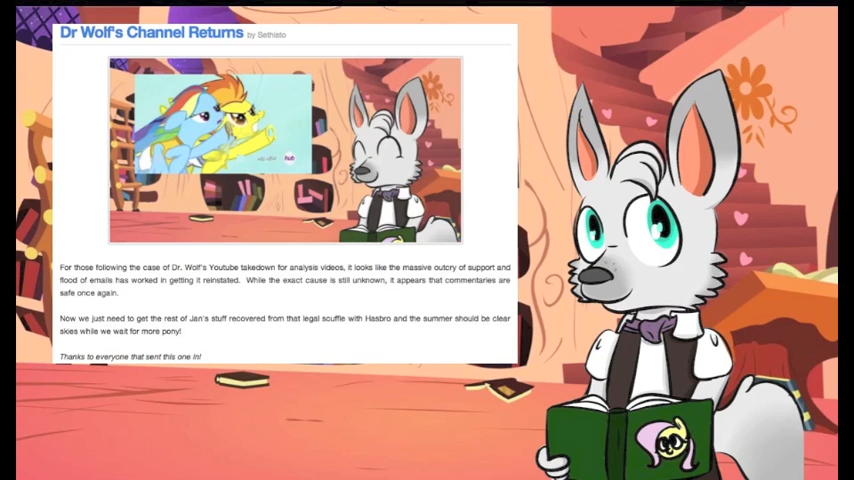 Dr Wolf's Channel Returns by Sethisto
hub
For those following the case of Dr. Wolf's Youtube takedown for analysis videos, it looks like the massive outcry of support and
flood of emails has worked in getting it reinstated. While the exact cause is still unknown, it appears that commentaries are
safe once again.
Now we just need to get the rest of Jan's stuff recovered from that legal scuffle with Hasbro and the summer should be clear
skies while we wait for more pony!
Thanks to everyone that sent this one in!